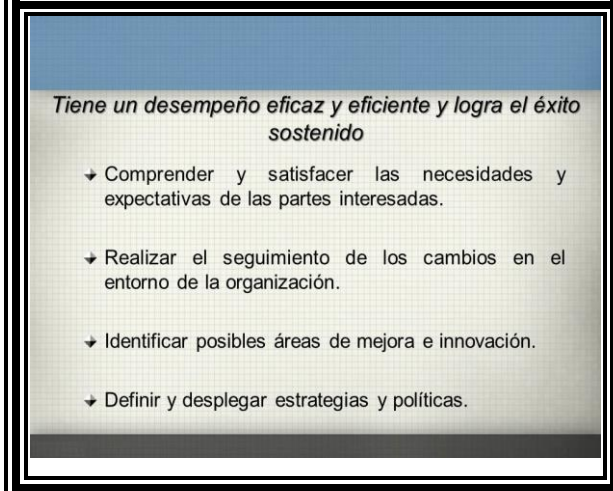 Tiene un desempeño eficaz y eficiente y logra el éxito
sostenido
Comprender y satisfacer las necesidades y
expectativas de las partes interesadas.
Realizar el seguimiento de los cambios en el
entorno de la organización.
Identificar posibles áreas de mejora e innovación.
Definir y desplegar estrategias y políticas.